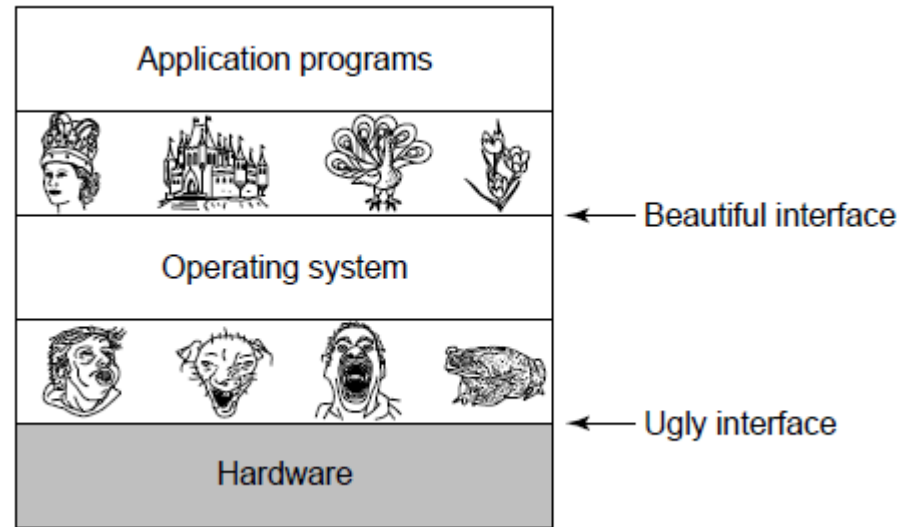 Application programs
Beautiful interface
Operating system
Ugly interface
Hardware